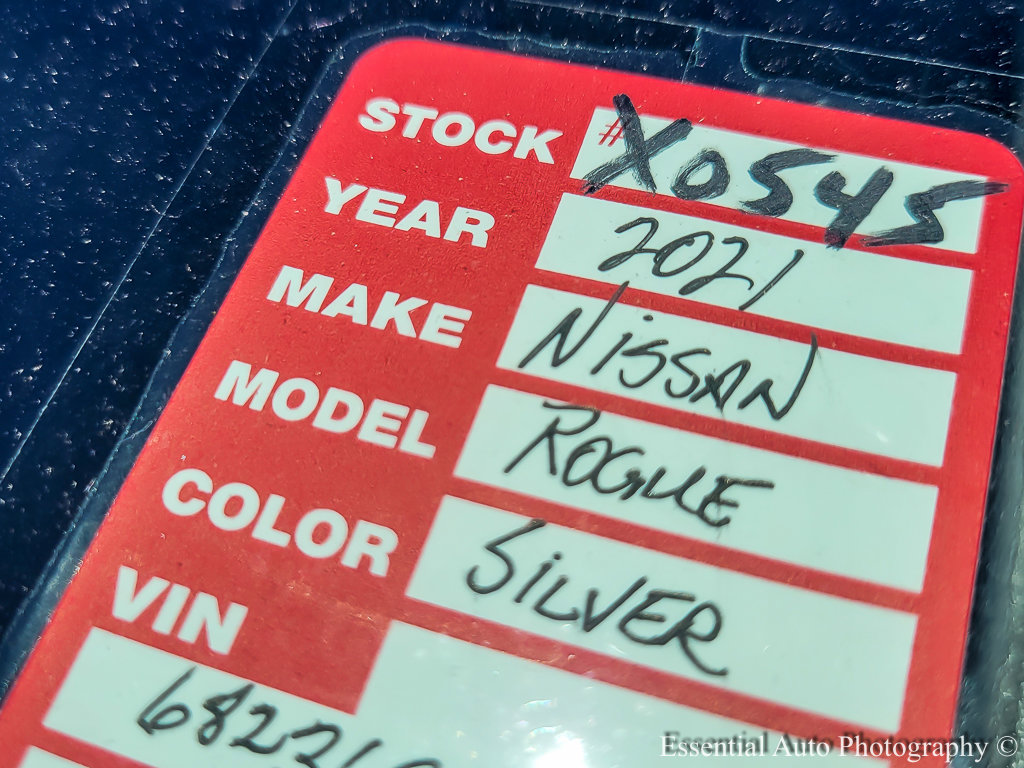 STOCK # X0545
YEAR 2021
MAKE NISSAN
MODEL ROGUE
COLOR SILVER
VIN
Essential Auto Photography ©